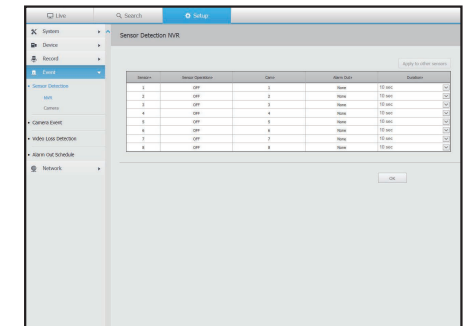 Live Search Setup
System
Device
Record
Event
Sensor Detection
NVR
Camera
Camera Event
Video Loss Detection
Alarm Out Schedule
Network
Sensor Detection NVR
Apply to other sensors
Sensor Sensor Operation Cam Alarm Out Duration
1 OFF 1 None 10 sec
2 OFF 2 None 10 sec
3 OFF 3 None 10 sec
4 OFF 4 None 10 sec
5 OFF 5 None 10 sec
6 OFF 6 None 10 sec
7 OFF 7 None 10 sec
8 OFF 8 None 10 sec
OK